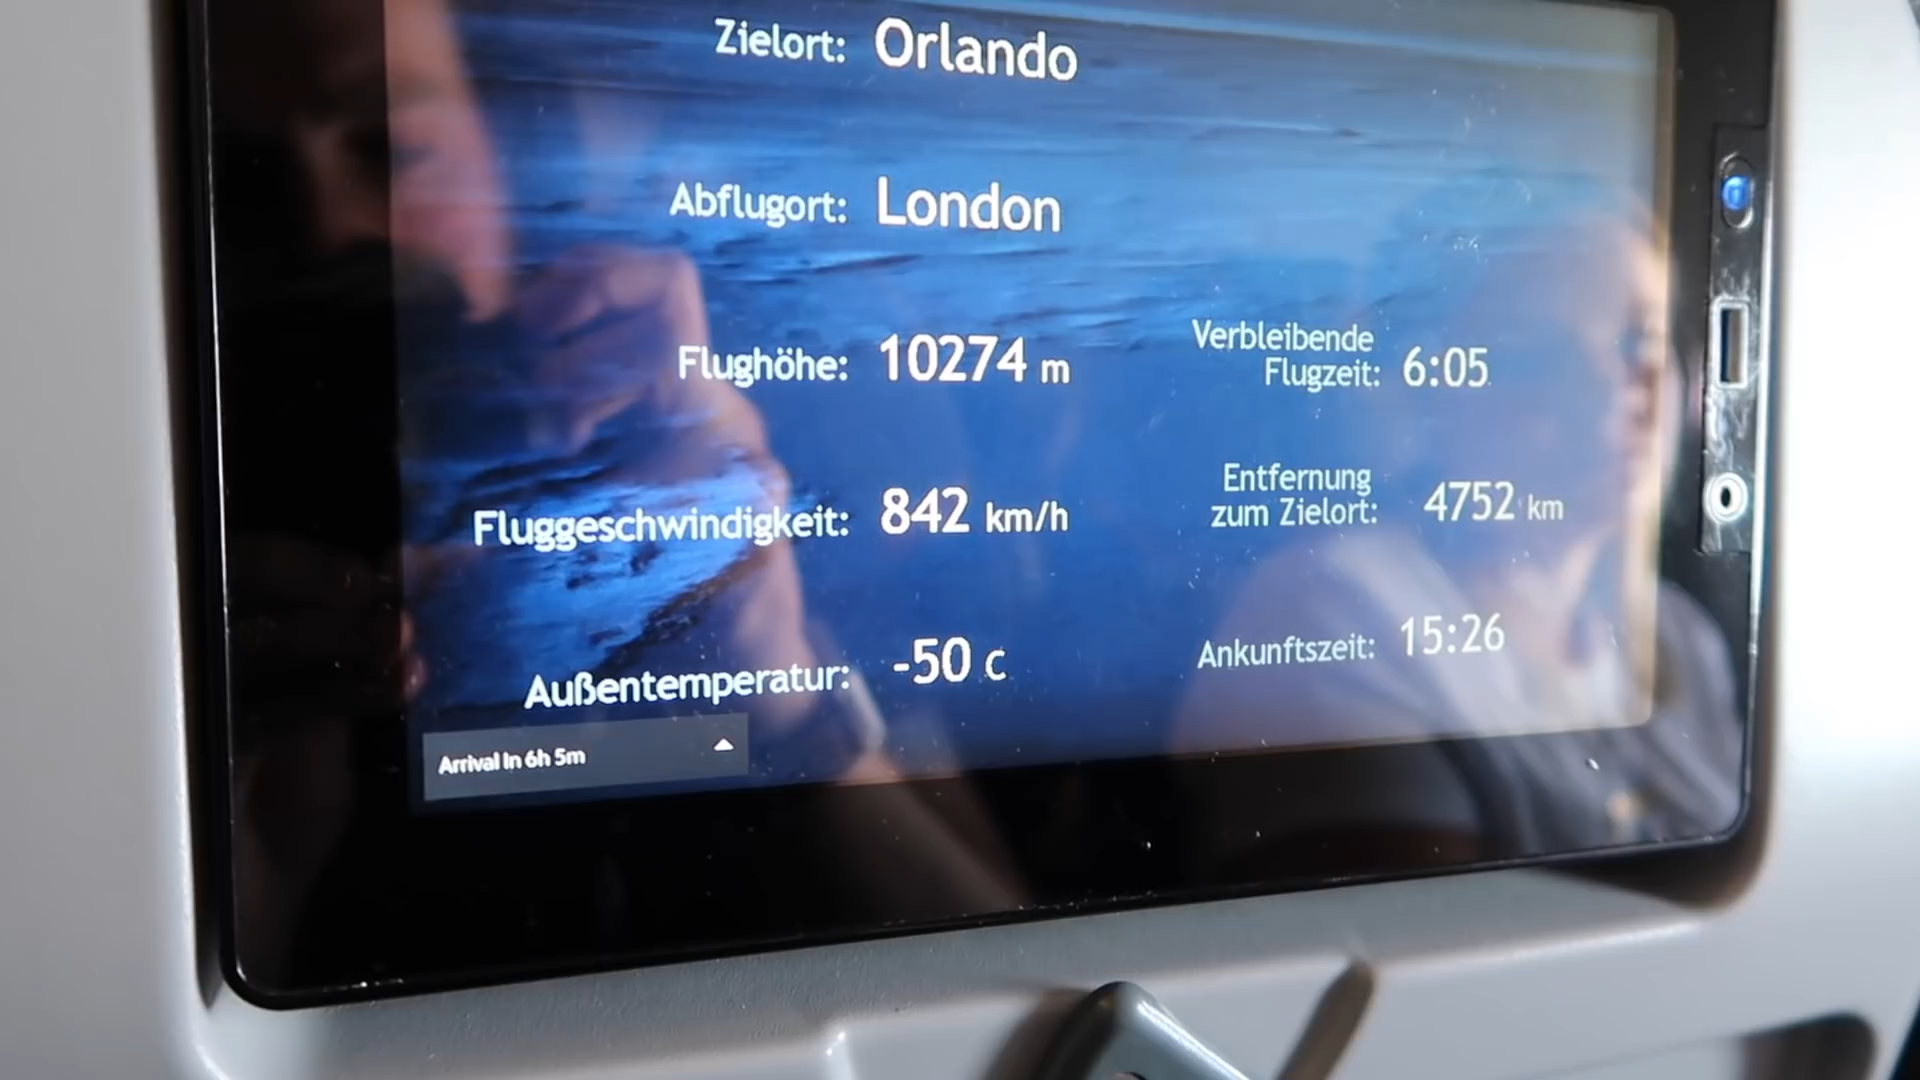 Zielort: Orlando
Abflugort: London
Flughöhe: 10274 m
Verbleibende
Flugzeit: 6:05
Fluggeschwindigkeit: 842 km/h
Entfernung
zum Zielort: 4752 km
Außentemperatur: -50 C
Ankunftszeit: 15:26
Arrival in 6h 5m